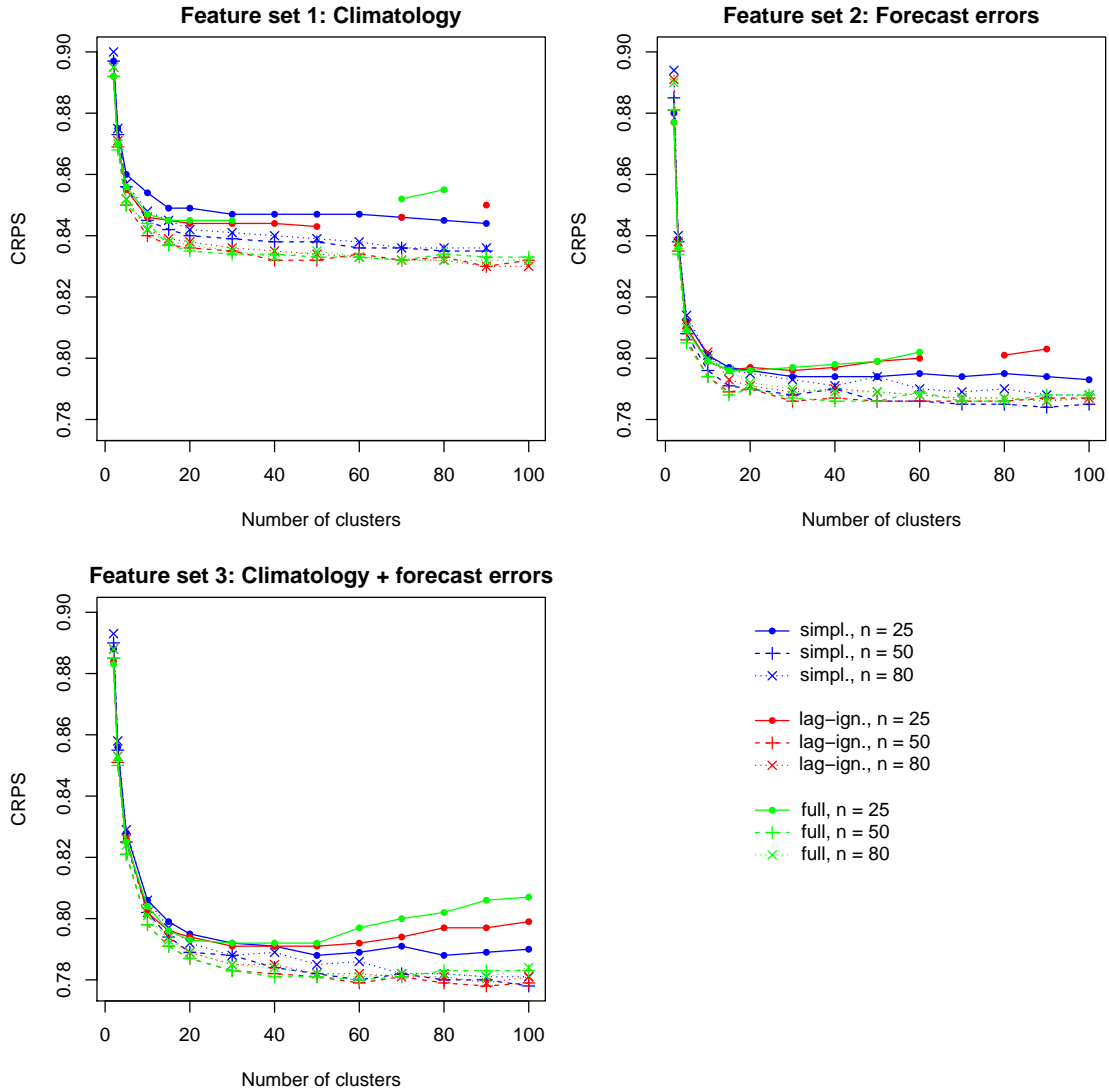 Feature set 1: Climatology
CRPS
0.78 0.80 0.82 0.84 0.86 0.88 0.90
0 20 40 60 80 100
Number of clusters
Feature set 2: Forecast errors
CRPS
0.78 0.80 0.82 0.84 0.86 0.88 0.90
0 20 40 60 80 100
Number of clusters
Feature set 3: Climatology + forecast errors
CRPS
0.78 0.80 0.82 0.84 0.86 0.88 0.90
0 20 40 60 80 100
Number of clusters
simpl., n = 25
simpl., n = 50
simpl., n = 80
lag−ign., n = 25
lag−ign., n = 50
lag−ign., n = 80
full, n = 25
full, n = 50
full, n = 80